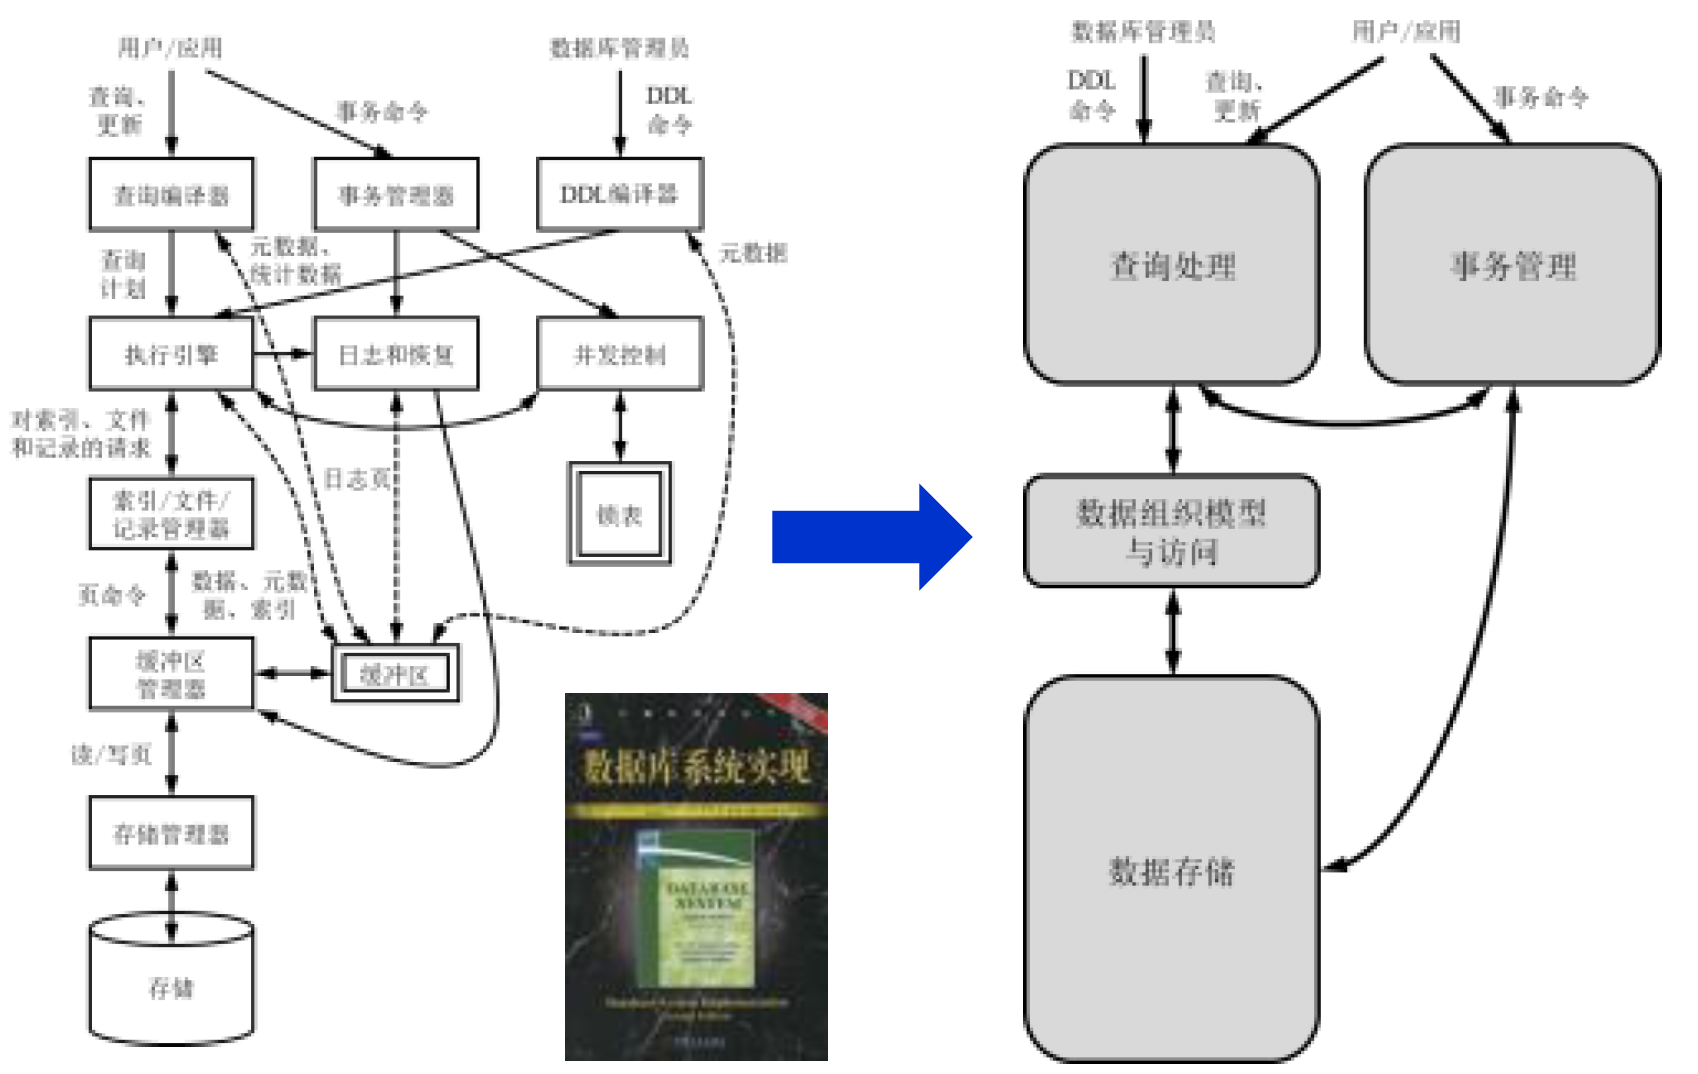 用户/应用
数据库管理员
查询、
更新
事务命令
DDL
命令
查询编译器
事务管理器
DDL编译器
查询
计划
元数据、
统计数据
元数据
执行引擎
日志和恢复
并发控制
对索引、文件
和记录的请求
日志页
锁表
索引/文件/
记录管理器
页命令
数据、元数
据、索引
缓冲区
管理器
缓冲区
读/写页
存储管理器
存储
数据库系统实现
DATABASE
SYSTEM
数据库管理员
用户/应用
DDL
命令
查询、
更新
事务命令
查询处理
事务管理
数据组织模型
与访问
数据存储